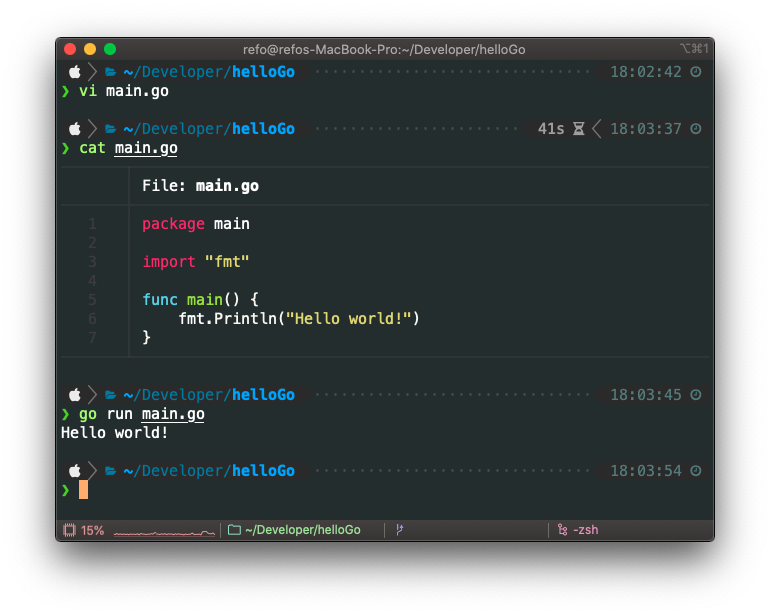 refo@refos-MacBook-Pro:~/Developer/helloGo ⌥⌘1
~/Developer/helloGo 18:02:42
❯ vi main.go
~/Developer/helloGo 41s 18:03:37
❯ cat main.go
File: main.go
1 package main
2
3 import "fmt"
4
5 func main() {
6 fmt.Println("Hello world!")
7 }
~/Developer/helloGo 18:03:45
❯ go run main.go
Hello world!
~/Developer/helloGo 18:03:54
❯
15% ~/Developer/helloGo -zsh